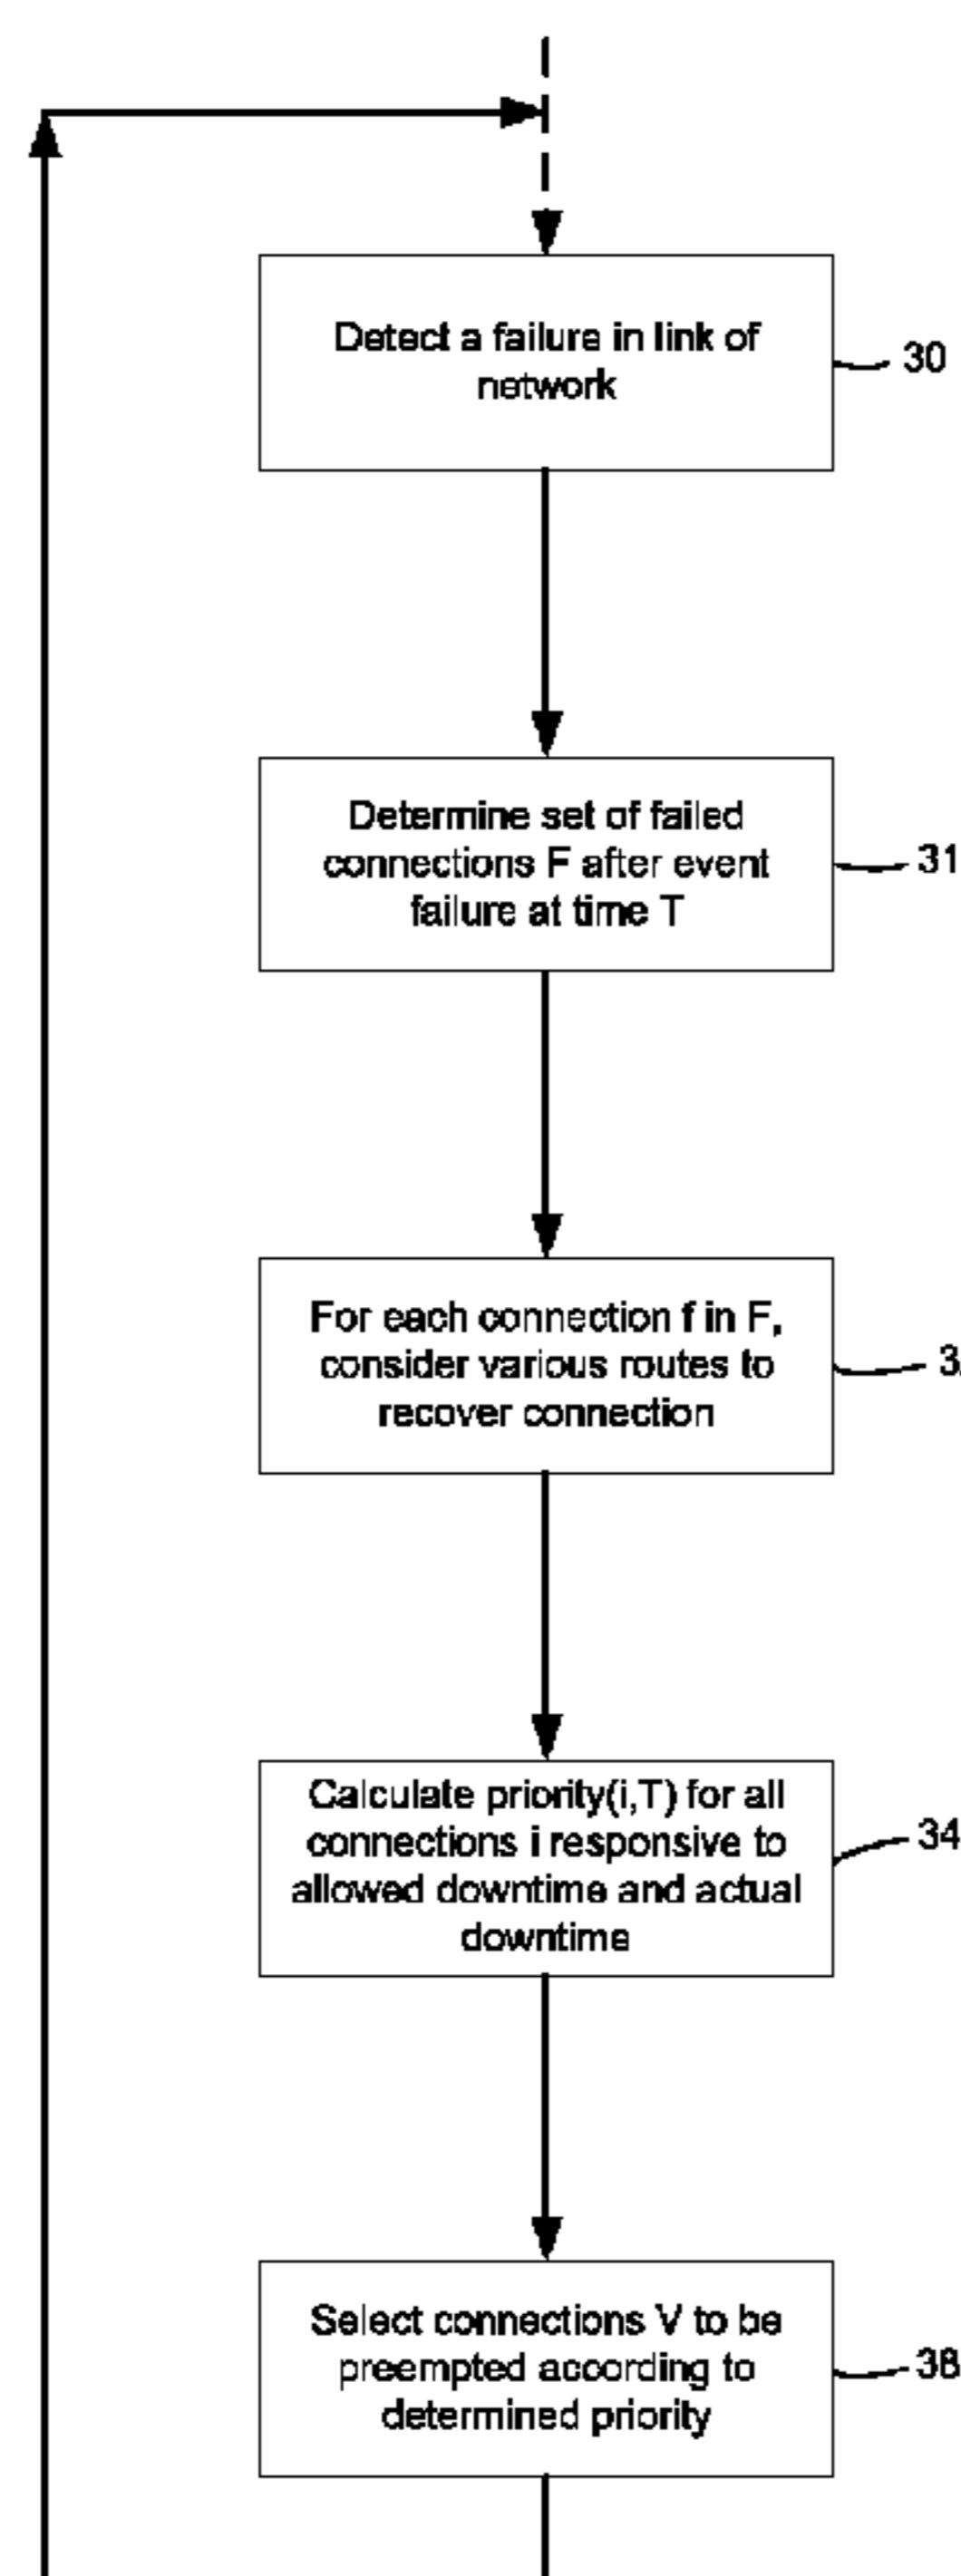 Detect a failure in link of
network
30
Determine set of failed
connections F after event
failure at time T
31
For each connection f in F,
consider various routes to
recover connection
Calculate priority(i,T) for all
connections i responsive to
allowed downtime and actual
downtime
34
Select connections V to be
preempted according to
determined priority
38